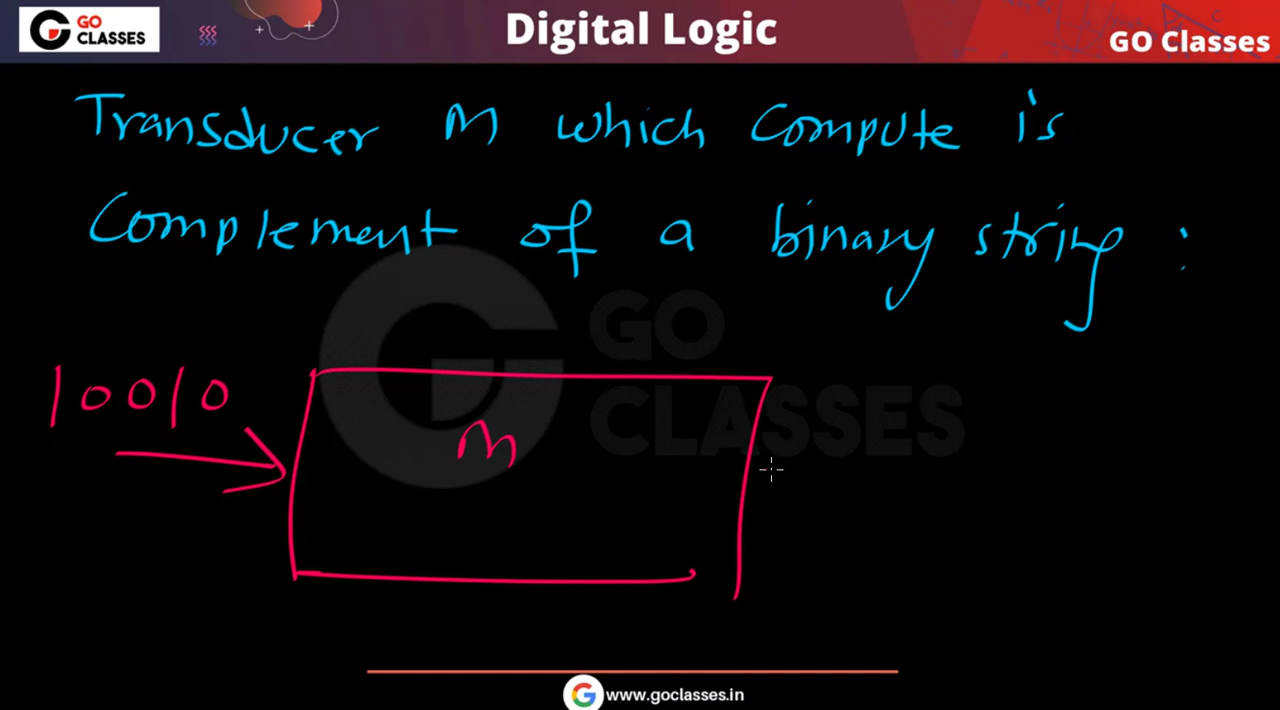 GO
CLASSES
Digital Logic
GO Classes
Transducer M which compute is
Complement of a binary string :
GO
CLASSES
10010
M
www.goclasses.in